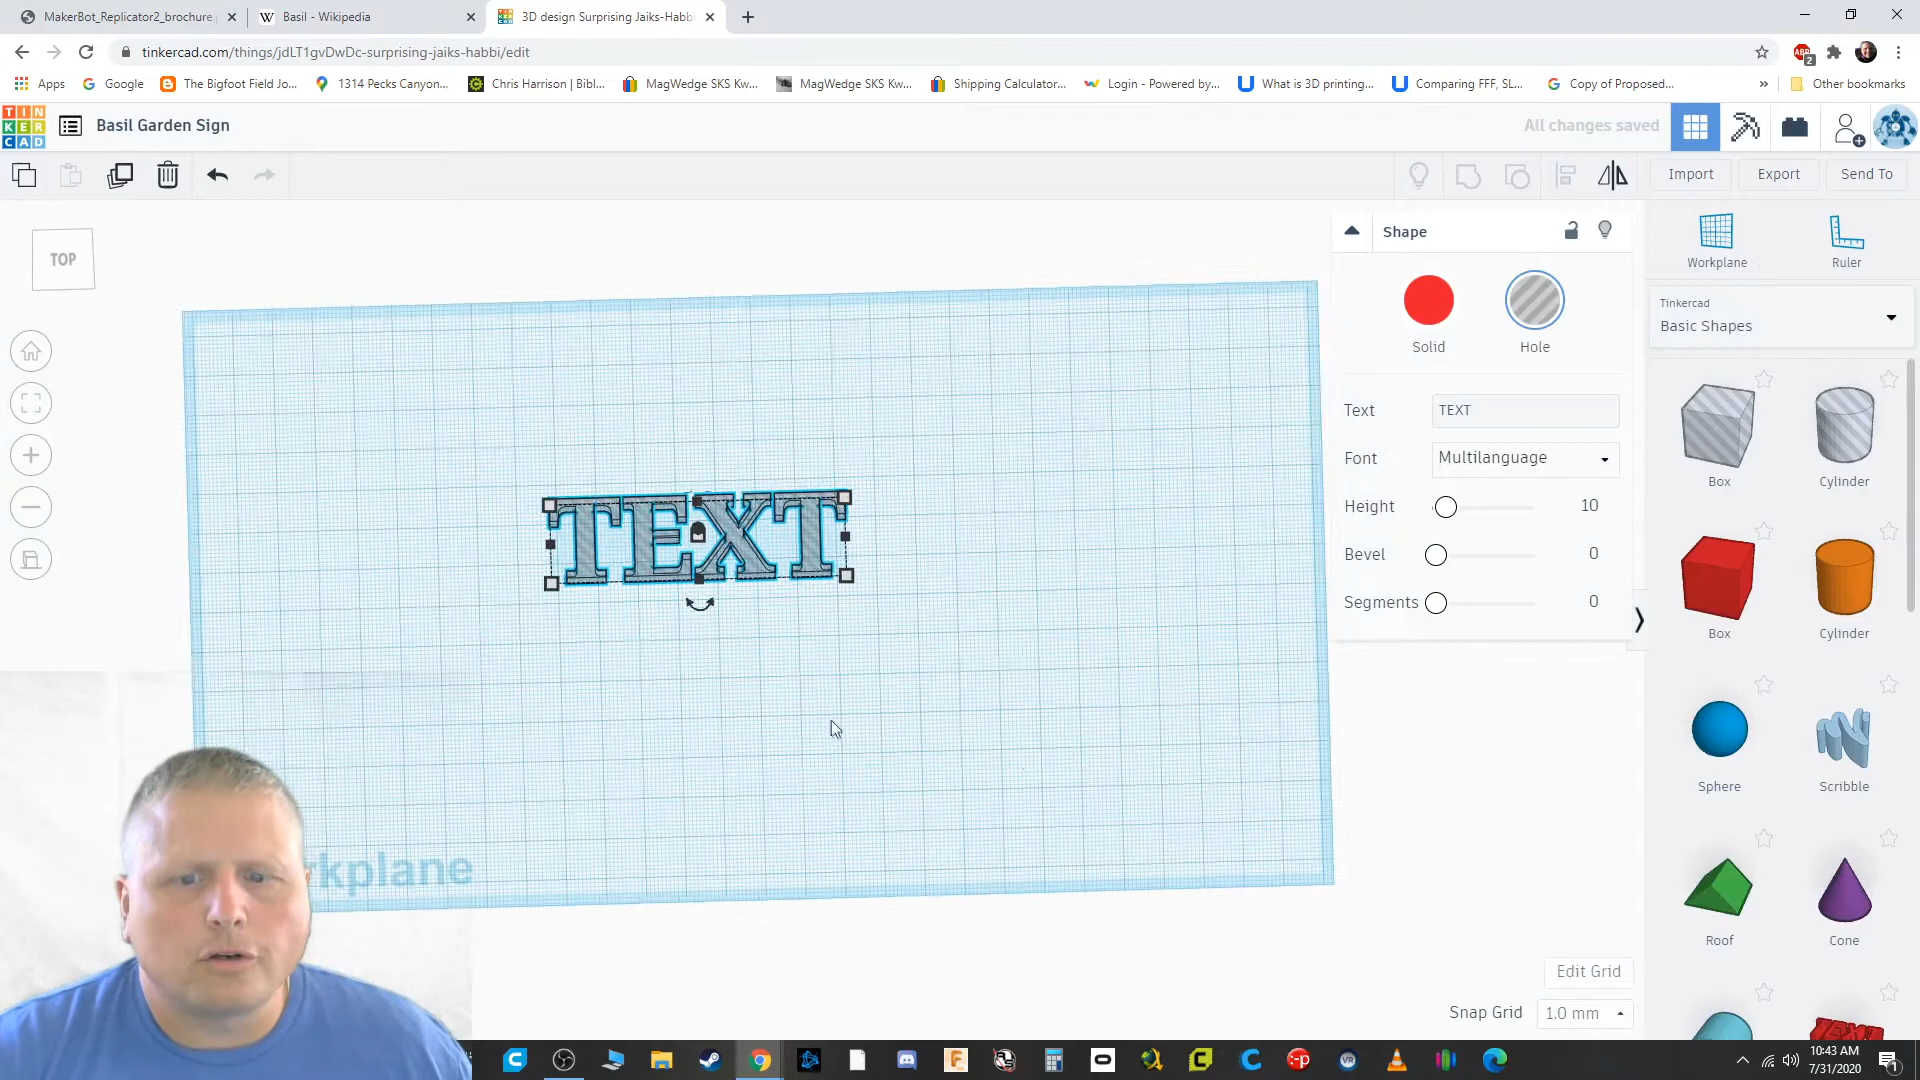 MakerBot_Replicator2_brochure.
Basil - Wikipedia
3D design Surprising Jaiks-Habb
tinkercad.com/things/jdLT1gvDwDc-surprising-jaiks-habbi/edit
ABP
2
Apps
Google
The Bigfoot Field Jo...
1314 Pecks Canyon...
Chris Harrison | Bibl...
MagWedge SKS Kw...
MagWedge SKS Kw...
Shipping Calculator...
Login - Powered by...
What is 3D printing...
Comparing FFF, SL...
Copy of Proposed...
Other bookmarks
TIN
KER
CAD
Basil Garden Sign
All changes saved
Import
Export
Send To
TOP
Shape
Workplane
Ruler
Solid
Hole
Tinkercad
Basic Shapes
Text
TEXT
Font
Multilanguage
Height
10
Bevel
0
Segments
0
TEXT
Box
Cylinder
Box
Cylinder
Sphere
Scribble
Roof
Cone
TEXT
rkplane
Edit Grid
Snap Grid
1.0 mm
10:43 AM
7/31/2020
1